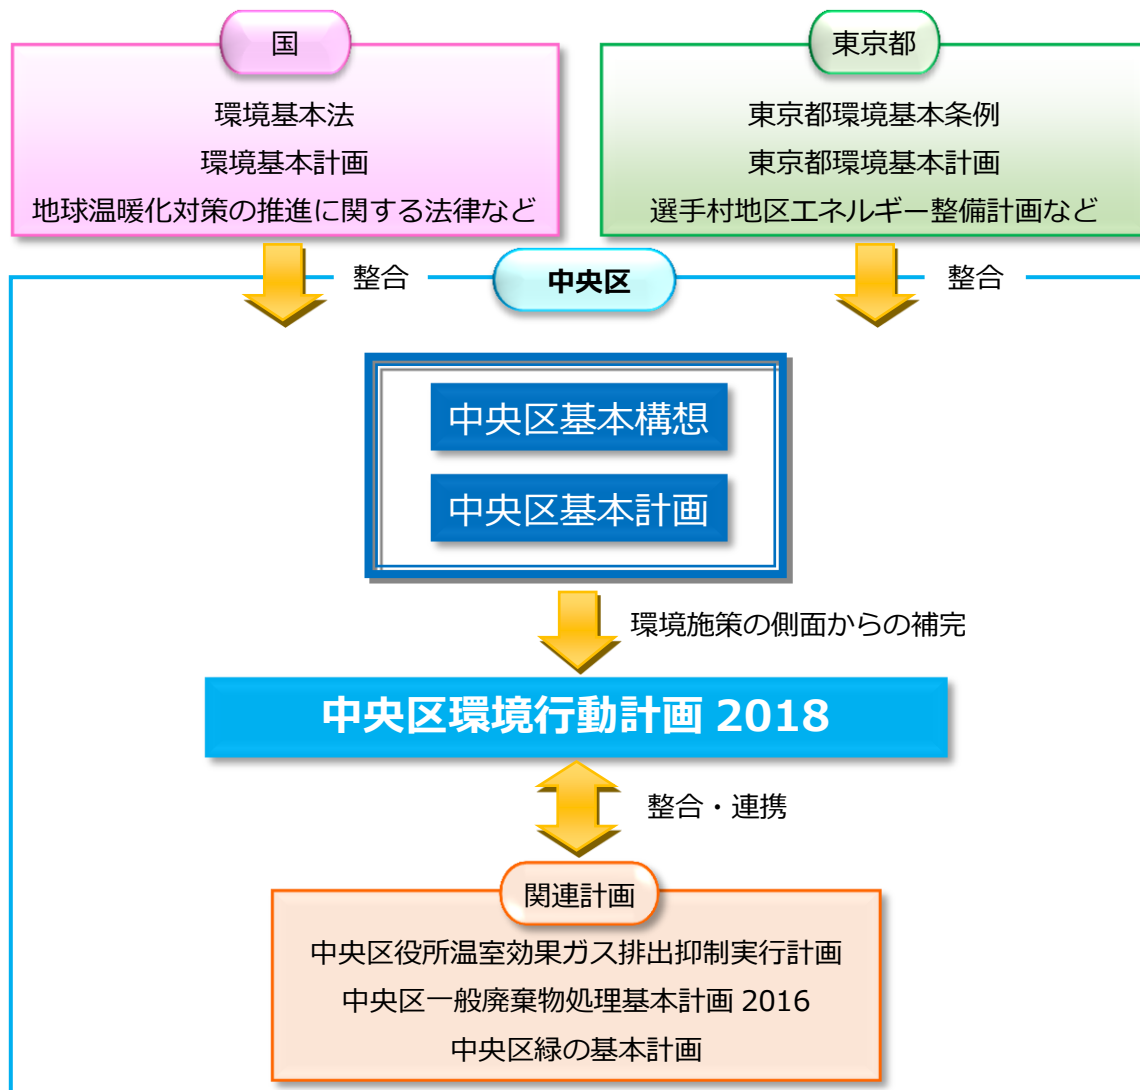 国
環境基本法
環境基本計画
地球温暖化対策の推進に関する法律など
東京都
東京都環境基本条例
東京都環境基本計画
選手村地区エネルギー整備計画など
整合
中央区
整合
中央区基本構想
中央区基本計画
環境施策の側面からの補完
中央区環境行動計画 2018
整合・連携
関連計画
中央区役所温室効果ガス排出抑制実行計画
中央区一般廃棄物処理基本計画 2016
中央区緑の基本計画